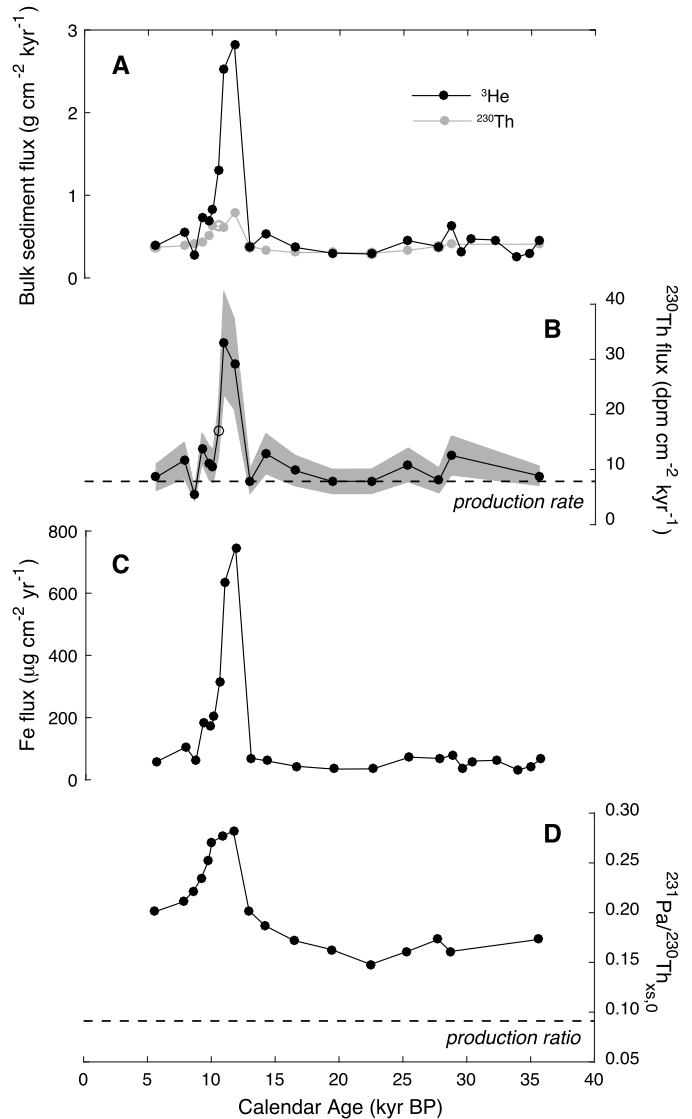 3
2
1
0
Bulk sediment flux (g cm⁻² kyr⁻¹)
A
³He
²³⁰Th
B
40
30
20
10
0
²³⁰Th flux (dpm cm⁻² kyr⁻¹)
production rate
800
600
400
200
0
Fe flux (µg cm⁻² yr⁻¹)
C
D
0.30
0.25
0.20
0.15
0.10
0.05
²³¹Pa/²³⁰Th xs,0
production ratio
0 5 10 15 20 25 30 35 40
Calendar Age (kyr BP)